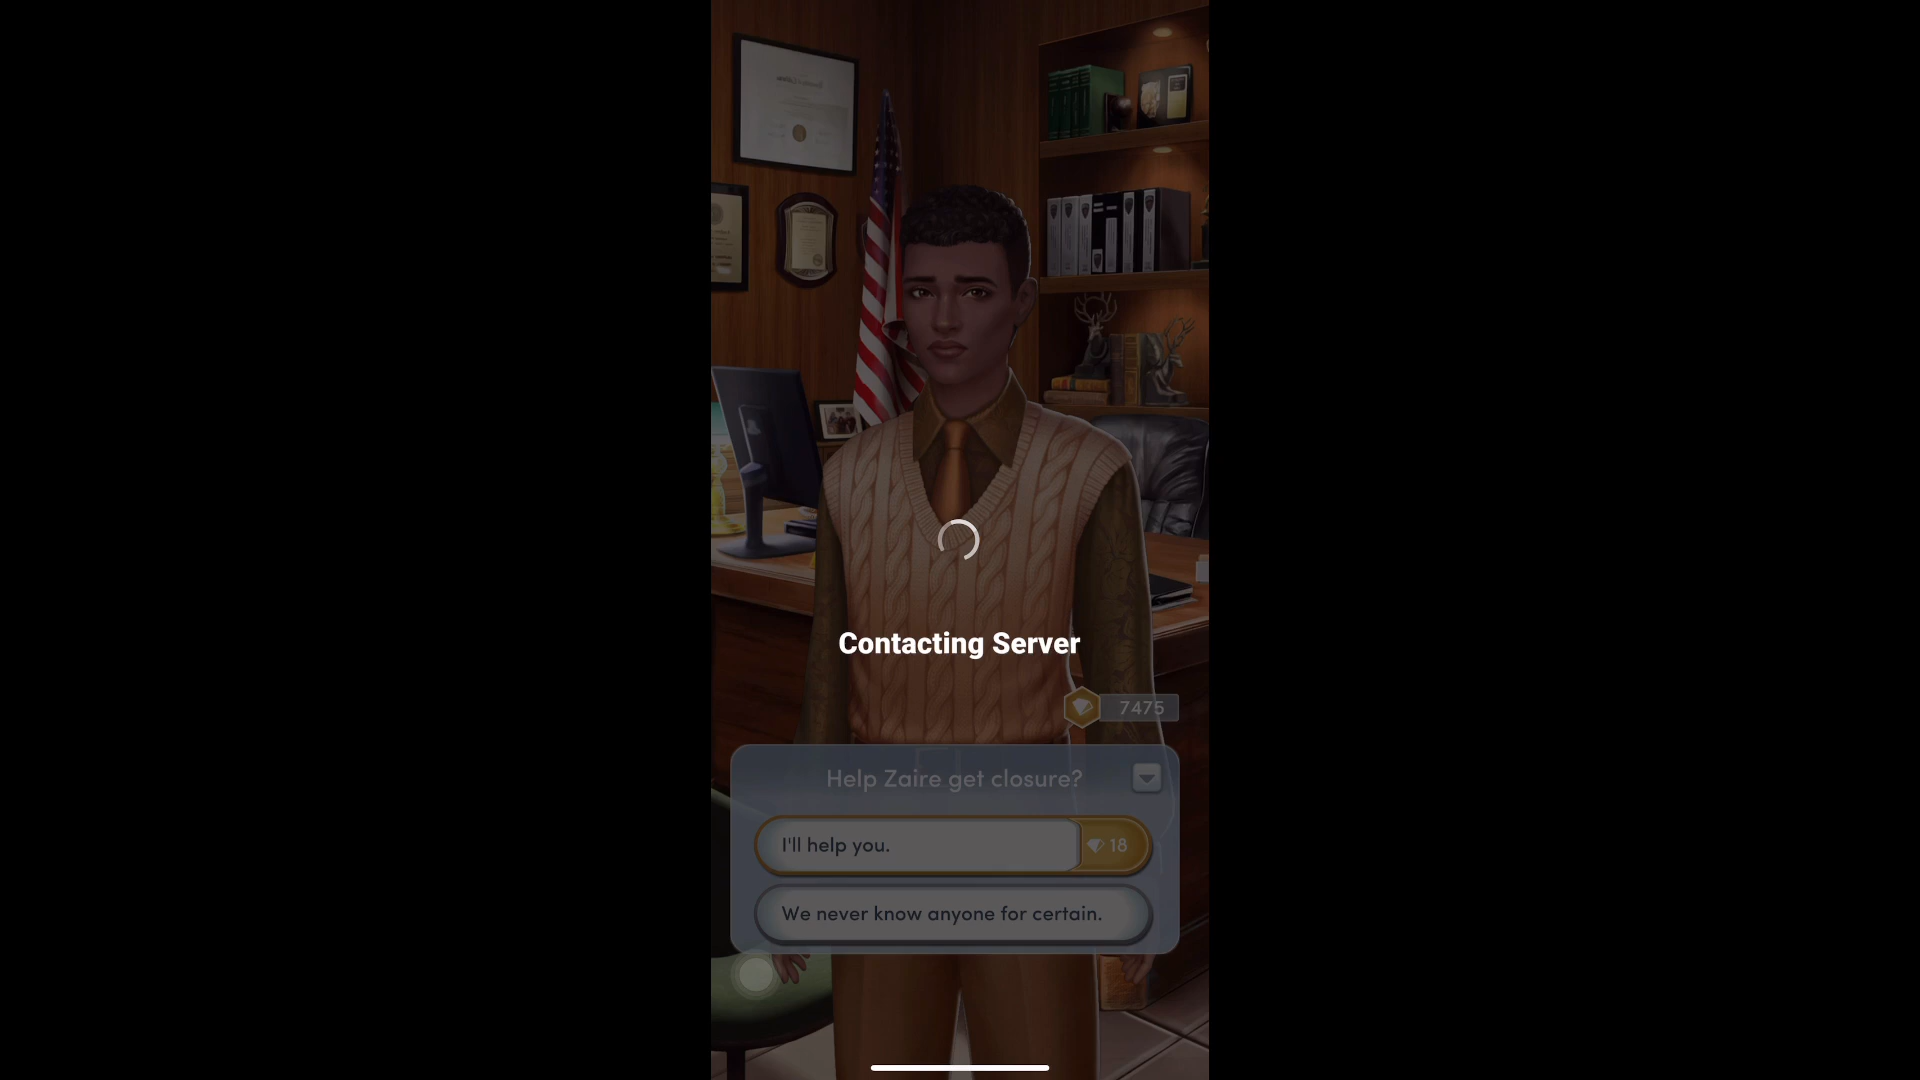 Contacting Server
7475
Help Zaire get closure?
I'll help you.
18
We never know anyone for certain.